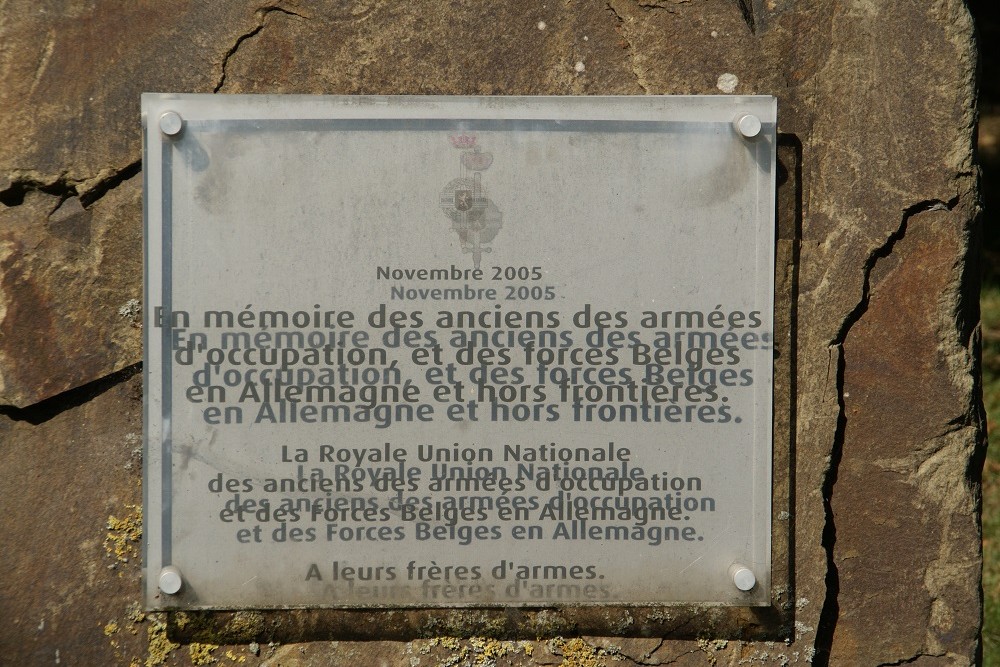 Novembre 2005
En mémoire des anciens des armées
d'occupation, et des forces Belges
en Allemagne et hors frontières.
La Royale Union Nationale
des anciens des armées d'occupation
et des Forces Belges en Allemagne.
A leurs frères d'armes.